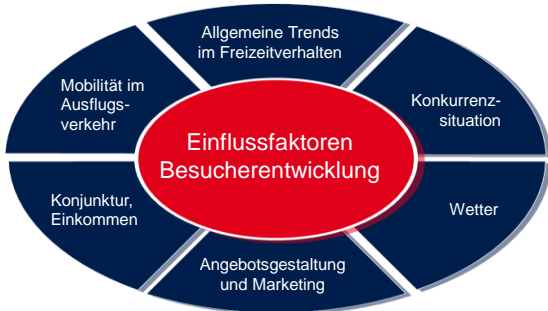 Allgemeine Trends
im Freizeitverhalten
Mobilität im
Ausflugs-
verkehr
Konkurrenz-
situation
Einflussfaktoren
Besucherentwicklung
Konjunktur,
Einkommen
Wetter
Angebotsgestaltung
und Marketing